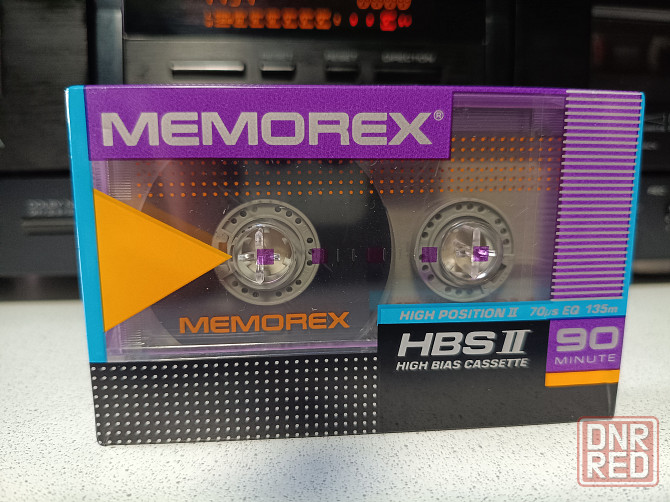 MEMOREX®
MEMOREX
HIGH POSITION II 70µs EQ 135m
HBS II
HIGH BIAS CASSETTE
90
MINUTE
DNR
RED